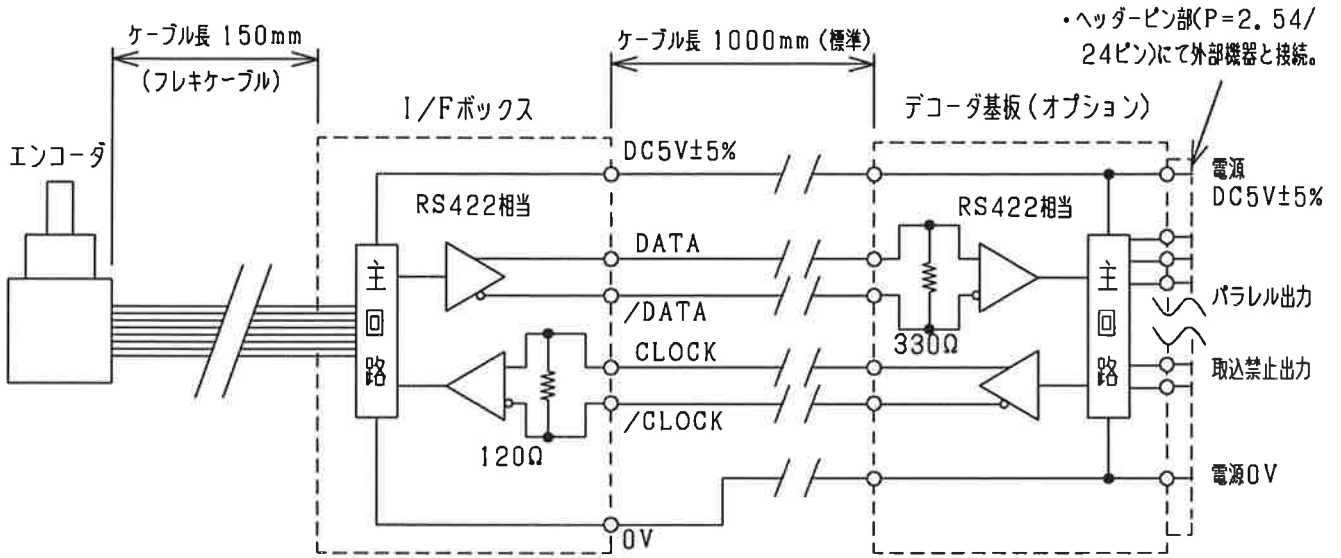 ・ヘッダーピン部(P=2.54/
24ピン)にて外部機器と接続。
ケーブル長 150mm
(フレキケーブル)
ケーブル長 1000mm(標準)
I/Fボックス
デコーダ基板(オプション)
エンコーダ
DC5V±5%
電源
DC5V±5%
RS422相当
RS422相当
DATA
/DATA
主回路
主回路
パラレル出力
330Ω
CLOCK
/CLOCK
取込禁止出力
120Ω
電源0V
0V